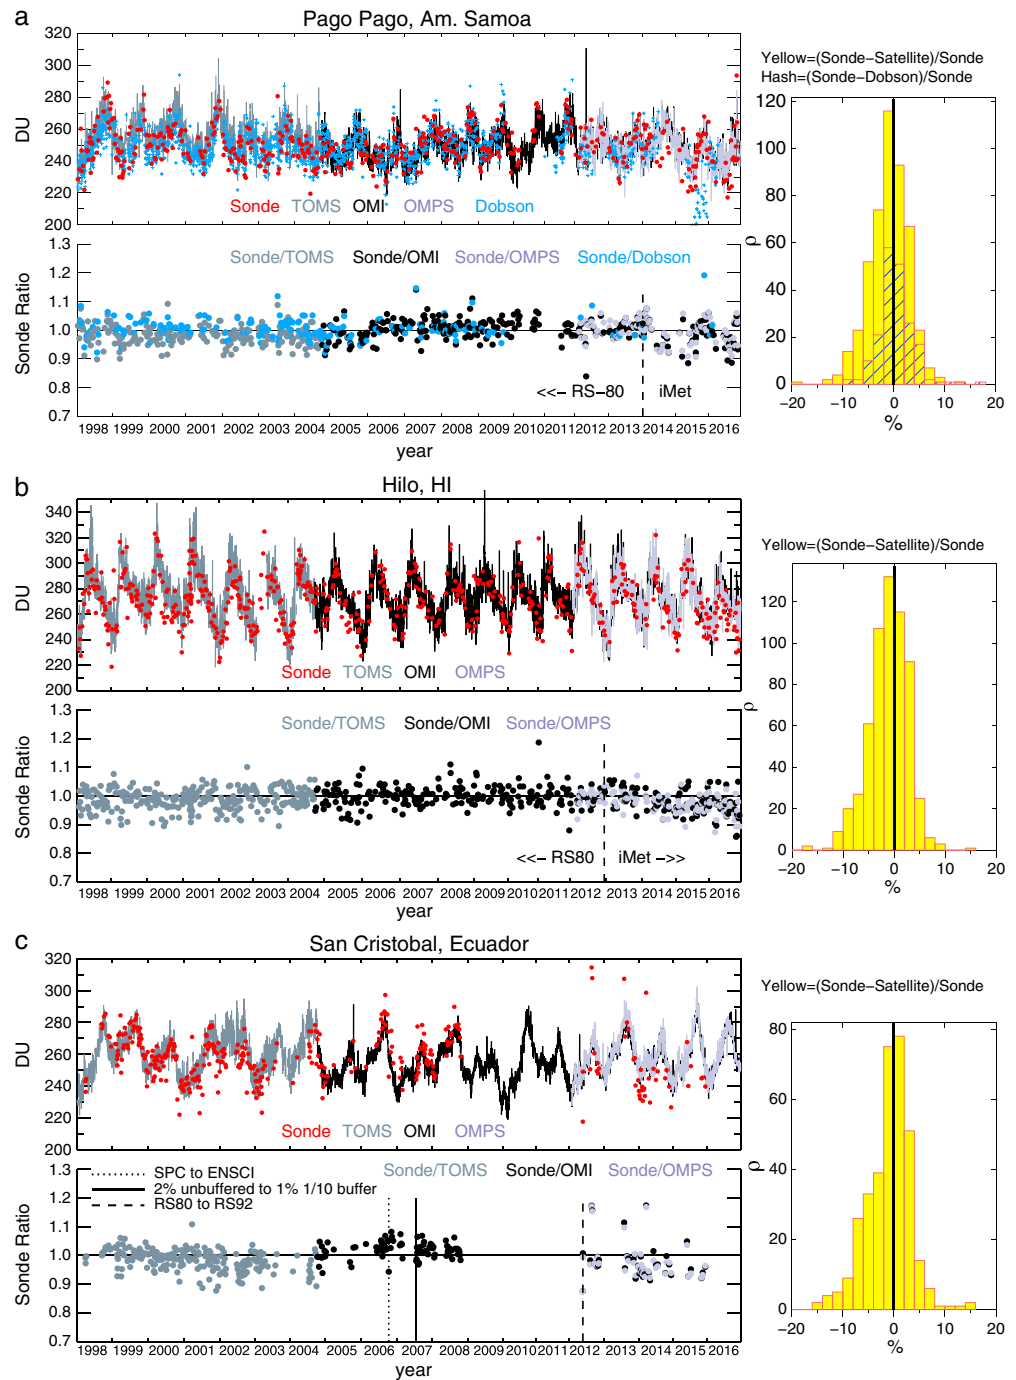 a
Pago Pago, Am. Samoa
320
300
280
260
240
220
200
DU
Sonde TOMS OMI OMPS Dobson
Yellow=(Sonde−Satellite)/Sonde
Hash=(Sonde−Dobson)/Sonde
120
100
80
60
40
20
0
ρ
−20 −10 0 10 20
%
1.3
1.2
1.1
1.0
0.9
0.8
0.7
Sonde Ratio
Sonde/TOMS Sonde/OMI Sonde/OMPS Sonde/Dobson
<<− RS−80 iMet
1998 1999 2000 2001 2002 2003 2004 2005 2006 2007 2008 2009 2010 2011 2012 2013 2014 2015 2016
year
b
Hilo, HI
340
320
300
280
260
240
220
200
DU
Sonde TOMS OMI OMPS
Yellow=(Sonde−Satellite)/Sonde
120
100
80
60
40
20
0
ρ
−20 −10 0 10 20
%
1.3
1.2
1.1
1.0
0.9
0.8
0.7
Sonde Ratio
Sonde/TOMS Sonde/OMI Sonde/OMPS
<<− RS80 iMet −>>
1998 1999 2000 2001 2002 2003 2004 2005 2006 2007 2008 2009 2010 2011 2012 2013 2014 2015 2016
year
c
San Cristobal, Ecuador
320
300
280
260
240
220
200
DU
Sonde TOMS OMI OMPS
Yellow=(Sonde−Satellite)/Sonde
80
60
40
20
0
ρ
−20 −10 0 10 20
%
1.3
1.2
1.1
1.0
0.9
0.8
0.7
Sonde Ratio
SPC to ENSCI
2% unbuffered to 1% 1/10 buffer
RS80 to RS92
Sonde/TOMS Sonde/OMI Sonde/OMPS
1998 1999 2000 2001 2002 2003 2004 2005 2006 2007 2008 2009 2010 2011 2012 2013 2014 2015 2016
year